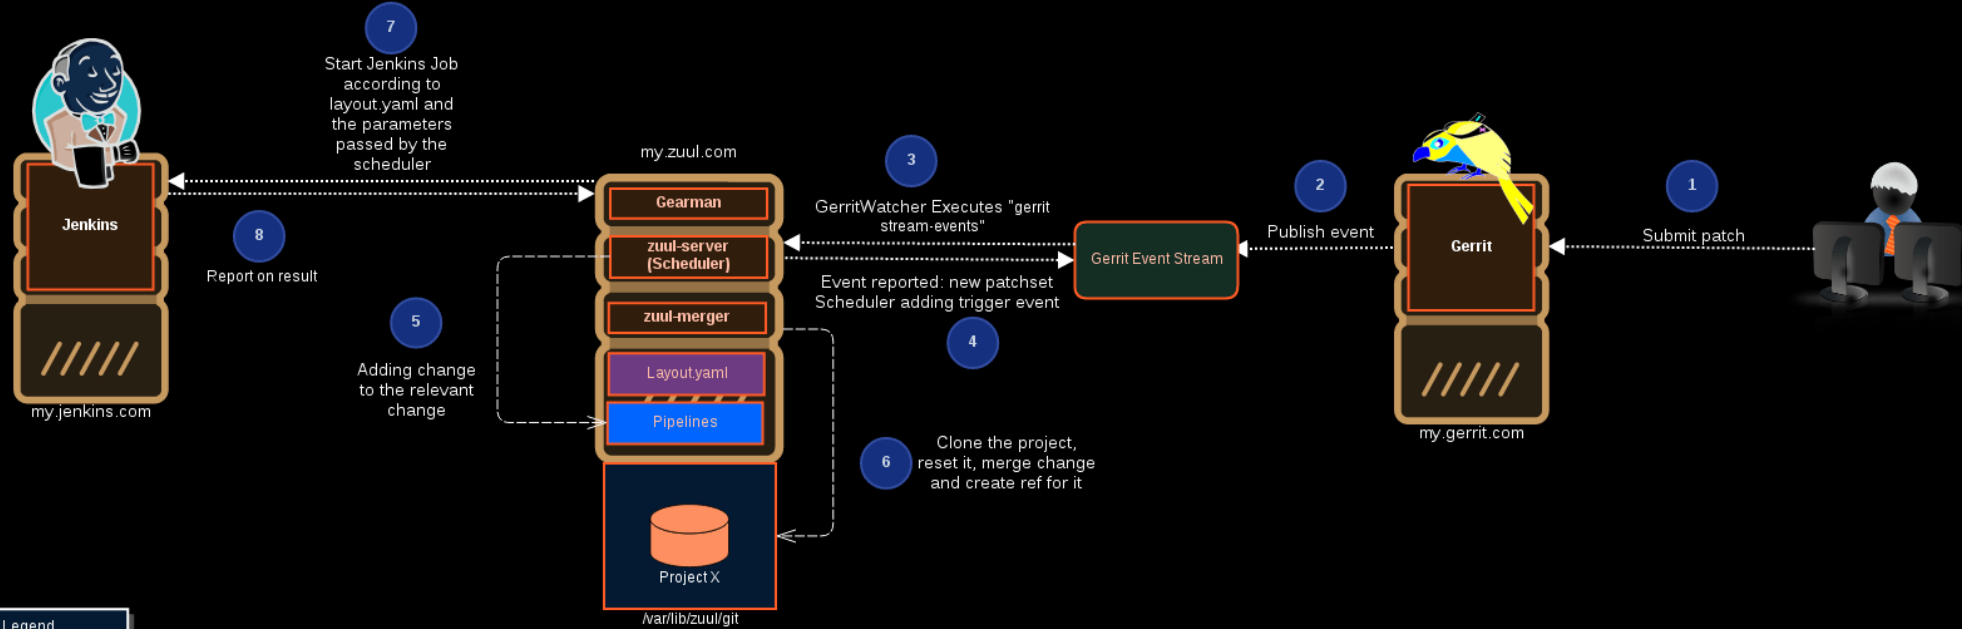 7
Start Jenkins Job
according to
layout.yaml and
the parameters
passed by the
scheduler
my.zuul.com
3
2
1
Jenkins
8
Report on result
Gearman
zuul-server
(Scheduler)
zuul-merger
Layout.yaml
Pipelines
GerritWatcher Executes "gerrit
stream-events"
Event reported: new patchset
Scheduler adding trigger event
4
Gerrit Event Stream
Publish event
Gerrit
Submit patch
5
Adding change
to the relevant
change
my.jenkins.com
my.gerrit.com
6
Clone the project,
reset it, merge change
and create ref for it
Project X
/var/lib/zuul/git
Legend